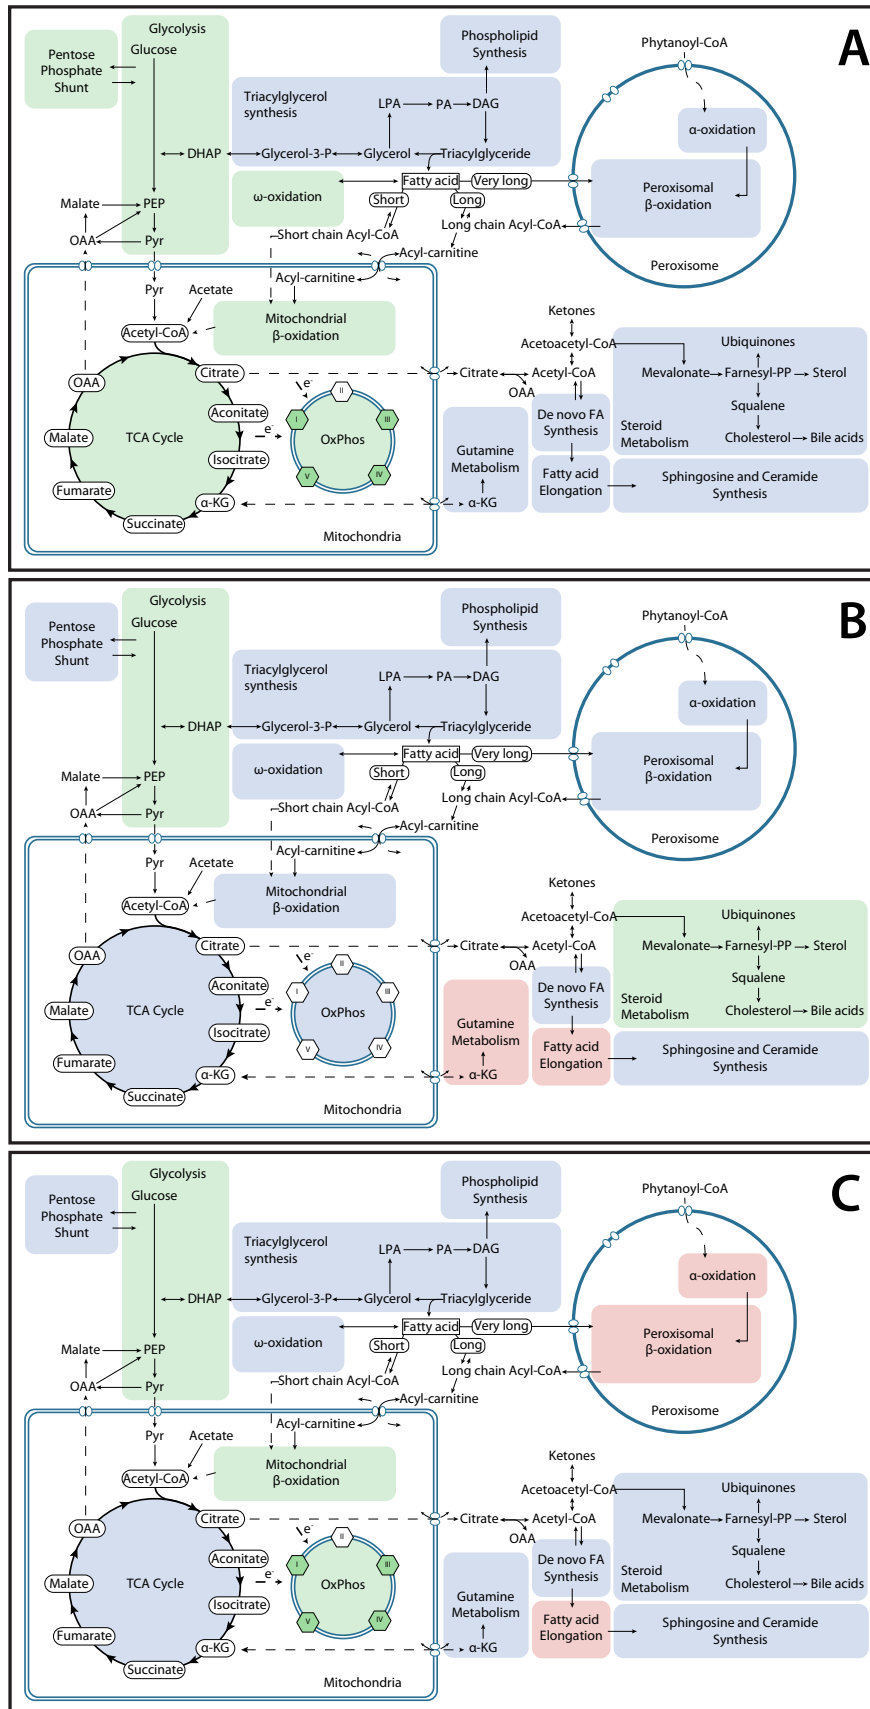 A
Glycolysis
Glucose
Pentose
Phosphate
Shunt
Phospholipid
Synthesis
Phytanoyl-CoA
Triacylglycerol
synthesis
LPA
PA
DAG
α-oxidation
DHAP
Glycerol-3-P
Glycerol
Triacylglyceride
ω-oxidation
Fatty acid
Very long
Short
Long
Peroxisomal
β-oxidation
Malate
PEP
OAA
Pyr
Short chain Acyl-CoA
Long chain Acyl-CoA
Acyl-carnitine
Peroxisome
Pyr
Acetate
Acyl-carnitine
Acetyl-CoA
Mitochondrial
β-oxidation
Ketones
Acetoacetyl-CoA
Ubiquinones
OAA
Citrate
e-
II
Citrate
Acetyl-CoA
OAA
Mevalonate
Farnesyl-PP
Sterol
Aconitate
I
III
De novo FA
Synthesis
Squalene
Malate
TCA Cycle
e-
OxPhos
Gutamine
Metabolism
Steroid
Metabolism
Cholesterol
Bile acids
Isocitrate
V
IV
Fumarate
α-KG
α-KG
Fatty acid
Elongation
Sphingosine and Ceramide
Synthesis
Succinate
Mitochondria
B
Glycolysis
Glucose
Pentose
Phosphate
Shunt
Phospholipid
Synthesis
Phytanoyl-CoA
Triacylglycerol
synthesis
LPA
PA
DAG
α-oxidation
DHAP
Glycerol-3-P
Glycerol
Triacylglyceride
ω-oxidation
Fatty acid
Very long
Short
Long
Peroxisomal
β-oxidation
Malate
PEP
OAA
Pyr
Short chain Acyl-CoA
Long chain Acyl-CoA
Acyl-carnitine
Peroxisome
Pyr
Acetate
Acyl-carnitine
Acetyl-CoA
Mitochondrial
β-oxidation
Ketones
Acetoacetyl-CoA
Ubiquinones
OAA
Citrate
e-
II
Citrate
Acetyl-CoA
OAA
Mevalonate
Farnesyl-PP
Sterol
Aconitate
I
III
De novo FA
Synthesis
Squalene
Malate
TCA Cycle
e-
OxPhos
Gutamine
Metabolism
Steroid
Metabolism
Cholesterol
Bile acids
Isocitrate
V
IV
Fumarate
α-KG
α-KG
Fatty acid
Elongation
Sphingosine and Ceramide
Synthesis
Succinate
Mitochondria
C
Glycolysis
Glucose
Pentose
Phosphate
Shunt
Phospholipid
Synthesis
Phytanoyl-CoA
Triacylglycerol
synthesis
LPA
PA
DAG
α-oxidation
DHAP
Glycerol-3-P
Glycerol
Triacylglyceride
ω-oxidation
Fatty acid
Very long
Short
Long
Peroxisomal
β-oxidation
Malate
PEP
OAA
Pyr
Short chain Acyl-CoA
Long chain Acyl-CoA
Acyl-carnitine
Peroxisome
Pyr
Acetate
Acyl-carnitine
Acetyl-CoA
Mitochondrial
β-oxidation
Ketones
Acetoacetyl-CoA
Ubiquinones
OAA
Citrate
e-
II
Citrate
Acetyl-CoA
OAA
Mevalonate
Farnesyl-PP
Sterol
Aconitate
I
III
De novo FA
Synthesis
Squalene
Malate
TCA Cycle
e-
OxPhos
Gutamine
Metabolism
Steroid
Metabolism
Cholesterol
Bile acids
Isocitrate
V
IV
Fumarate
α-KG
α-KG
Fatty acid
Elongation
Sphingosine and Ceramide
Synthesis
Succinate
Mitochondria